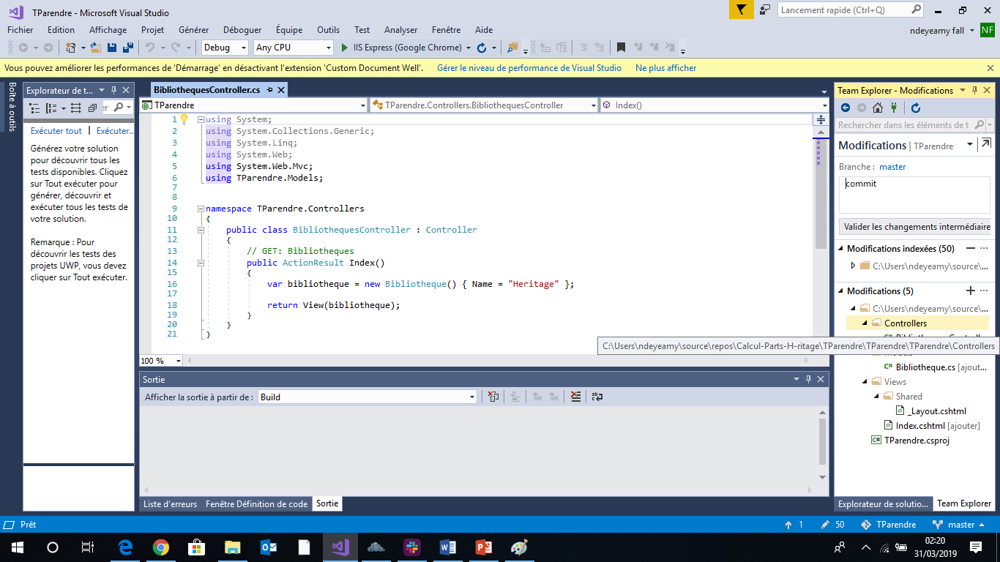 TParendre - Microsoft Visual Studio
Lancement rapide (Ctrl+Q)
Fichier Edition Affichage Projet Générer Déboguer Équipe Outils Test Analyser Fenêtre Aide
ndeyeamy fall NF
Debug Any CPU IIS Express (Google Chrome)
Vous pouvez améliorer les performances de 'Démarrage' en désactivant l'extension 'Custom Document Well'. Gérer le niveau de performance de Visual Studio Ne plus afficher
Boîte à outils
Explorateur de t...
Exécuter tout Exécuter...
Générez votre solution
pour découvrir tous les
tests disponibles. Cliquez
sur Tout exécuter pour
générer, découvrir et
exécuter tous les tests de
votre solution.
Remarque : Pour
découvrir les tests des
projets UWP, vous devez
cliquer sur Tout exécuter.
BibliothequesController.cs
TParendre TParendre.Controllers.BibliothequesController Index()
1 using System;
2 using System.Collections.Generic;
3 using System.Linq;
4 using System.Web;
5 using System.Web.Mvc;
6 using TParendre.Models;
7
8
9 namespace TParendre.Controllers
10 {
11 public class BibliothequesController : Controller
12 {
13 // GET: Bibliotheques
14 public ActionResult Index()
15 {
16 var bibliotheque = new Bibliotheque() { Name = "Heritage" };
17
18 return View(bibliotheque);
19 }
20 }
21 }
100 %
Sortie
Afficher la sortie à partir de : Build
Liste d'erreurs Fenêtre Définition de code Sortie
Team Explorer - Modifications
Rechercher dans les éléments de t
Modifications | TParendre
Branche : master
commit
Valider les changements intermédiaire
Modifications indexées (50)
C:\Users\ndeyeamy\source\...
Modifications (5)
C:\Users\ndeyeamy\source\...
Controllers
C:\Users\ndeyeamy\source\repos\Calcul-Parts-H-ritage\TParendre\TParendre\TParendre\Controllers
C# Bibliotheque.cs [ajout...
Views
Shared
_Layout.cshtml
Index.cshtml [ajouter]
C# TParendre.csproj
Explorateur de solutio... Team Explorer
Prêt 1 50 TParendre master
02:20
31/03/2019